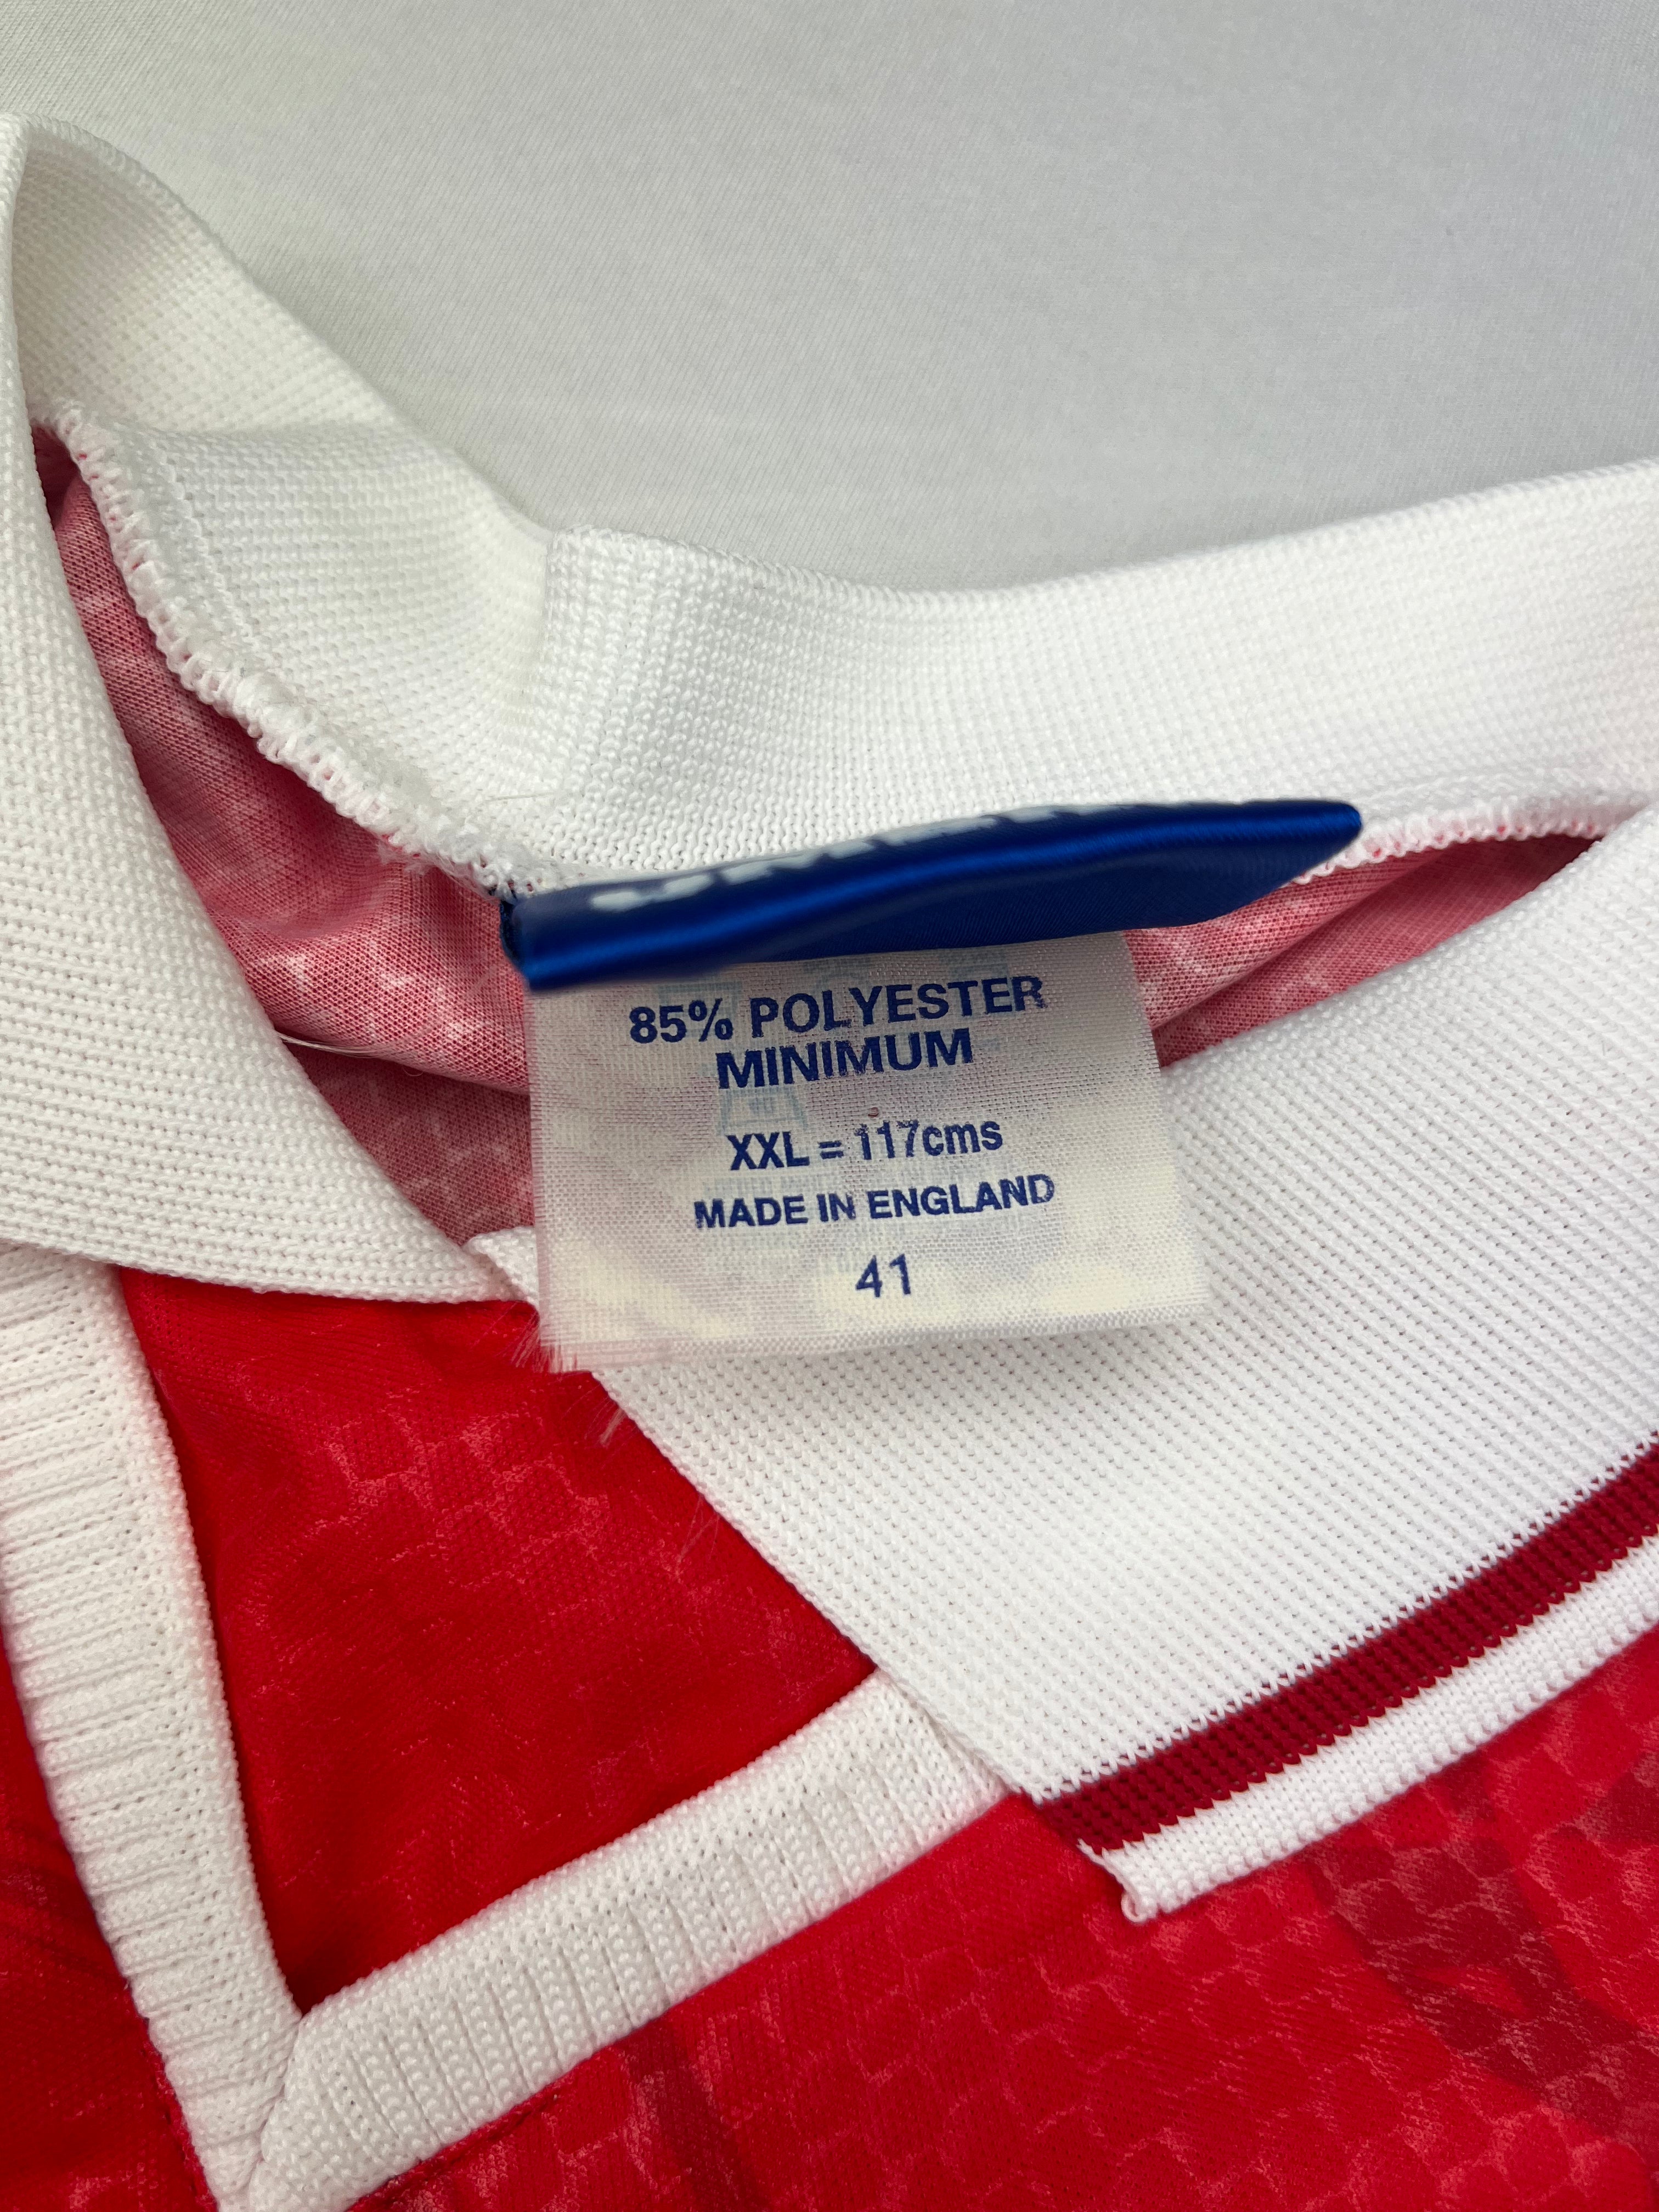 85% POLYESTER
MINIMUM
XXL = 117cms
MADE IN ENGLAND
41